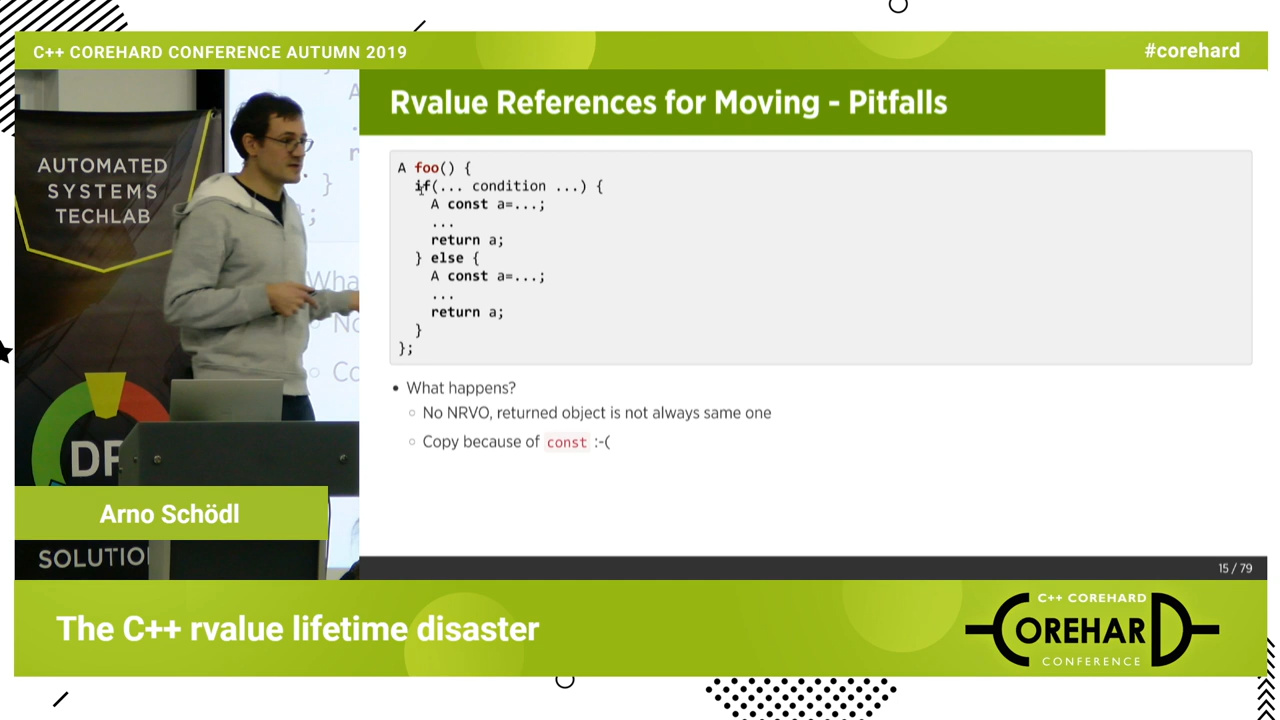 C++ COREHARD CONFERENCE AUTUMN 2019
#corehard
AUTOMATED
SYSTEMS
TECHLAB
Rvalue References for Moving - Pitfalls
A foo() {
if(... condition ...) {
A const a=...;
...
return a;
} else {
A const a=...;
...
return a;
}
};
• What happens?
○ No NRVO, returned object is not always same one
○ Copy because of const :-(
Arno Schödl
15 / 79
The C++ rvalue lifetime disaster
C++ COREHARD
COREHARD
CONFERENCE